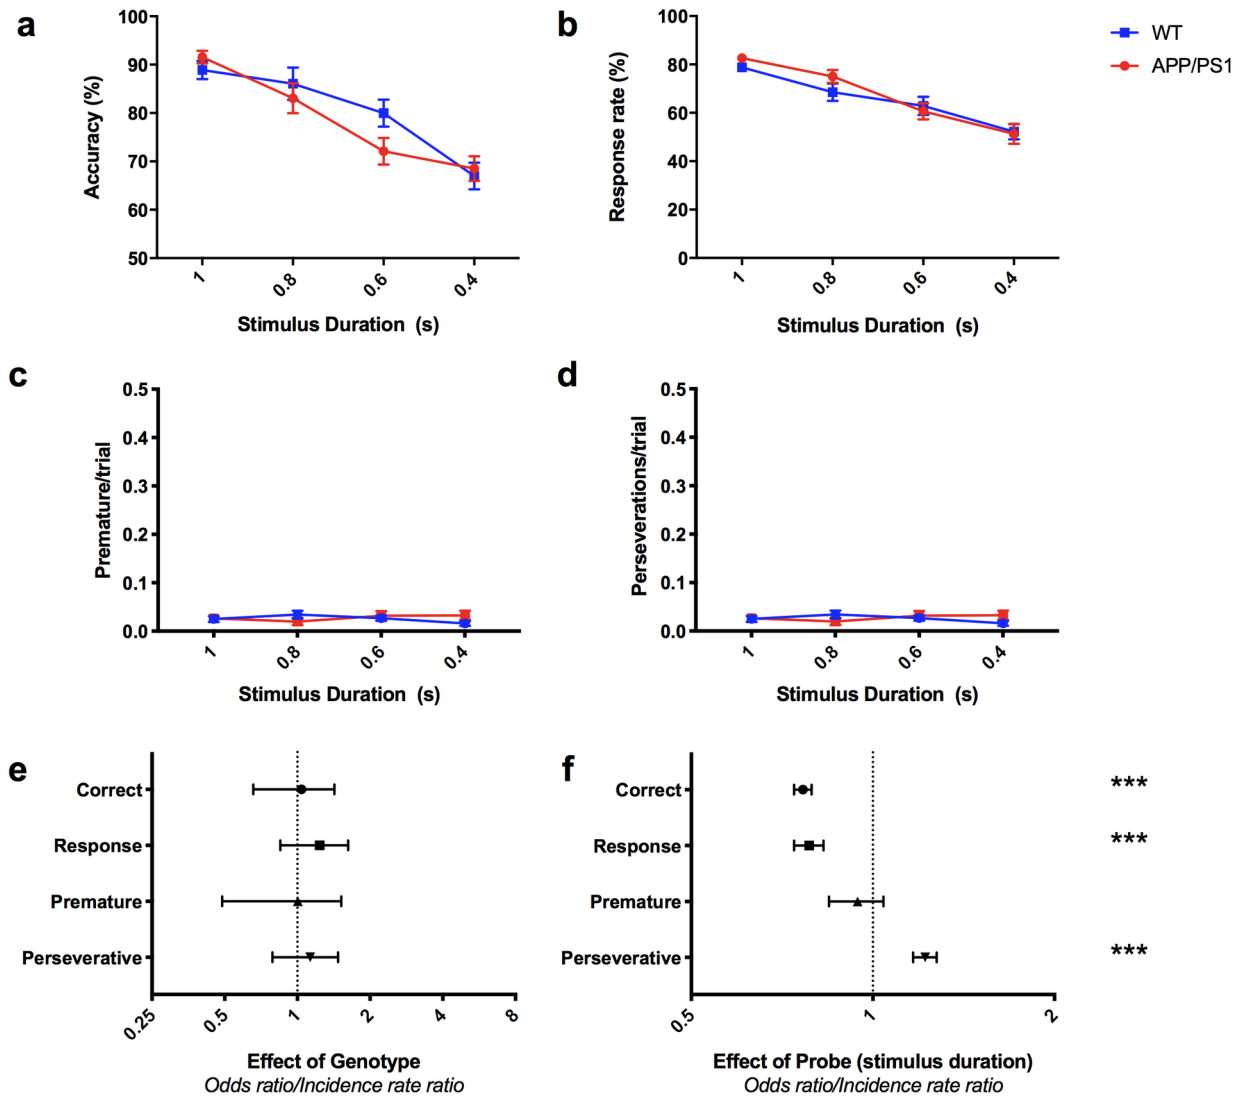 a
Accuracy (%)
100
90
80
70
60
50
1
0.8
0.6
0.4
Stimulus Duration (s)
b
Response rate (%)
100
80
60
40
20
0
1
0.8
0.6
0.4
Stimulus Duration (s)
WT
APP/PS1
c
Premature/trial
0.5
0.4
0.3
0.2
0.1
0.0
1
0.8
0.6
0.4
Stimulus Duration (s)
d
Perseverations/trial
0.5
0.4
0.3
0.2
0.1
0.0
1
0.8
0.6
0.4
Stimulus Duration (s)
e
Correct
Response
Premature
Perseverative
0.25
0.5
1
2
4
8
Effect of Genotype
Odds ratio/Incidence rate ratio
f
Correct
***
Response
***
Premature
Perseverative
***
0.5
1
2
Effect of Probe (stimulus duration)
Odds ratio/Incidence rate ratio